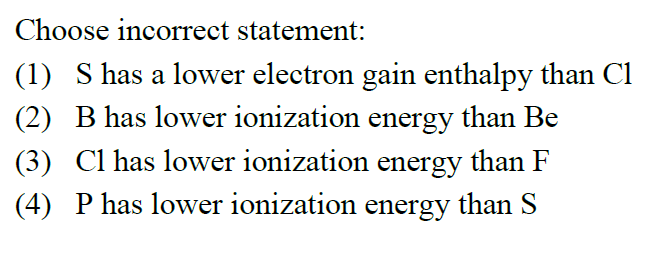 Choose incorrect statement:
(1) S has a lower electron gain enthalpy than Cl
(2) B has lower ionization energy than Be
(3) Cl has lower ionization energy than F
(4) P has lower ionization energy than S